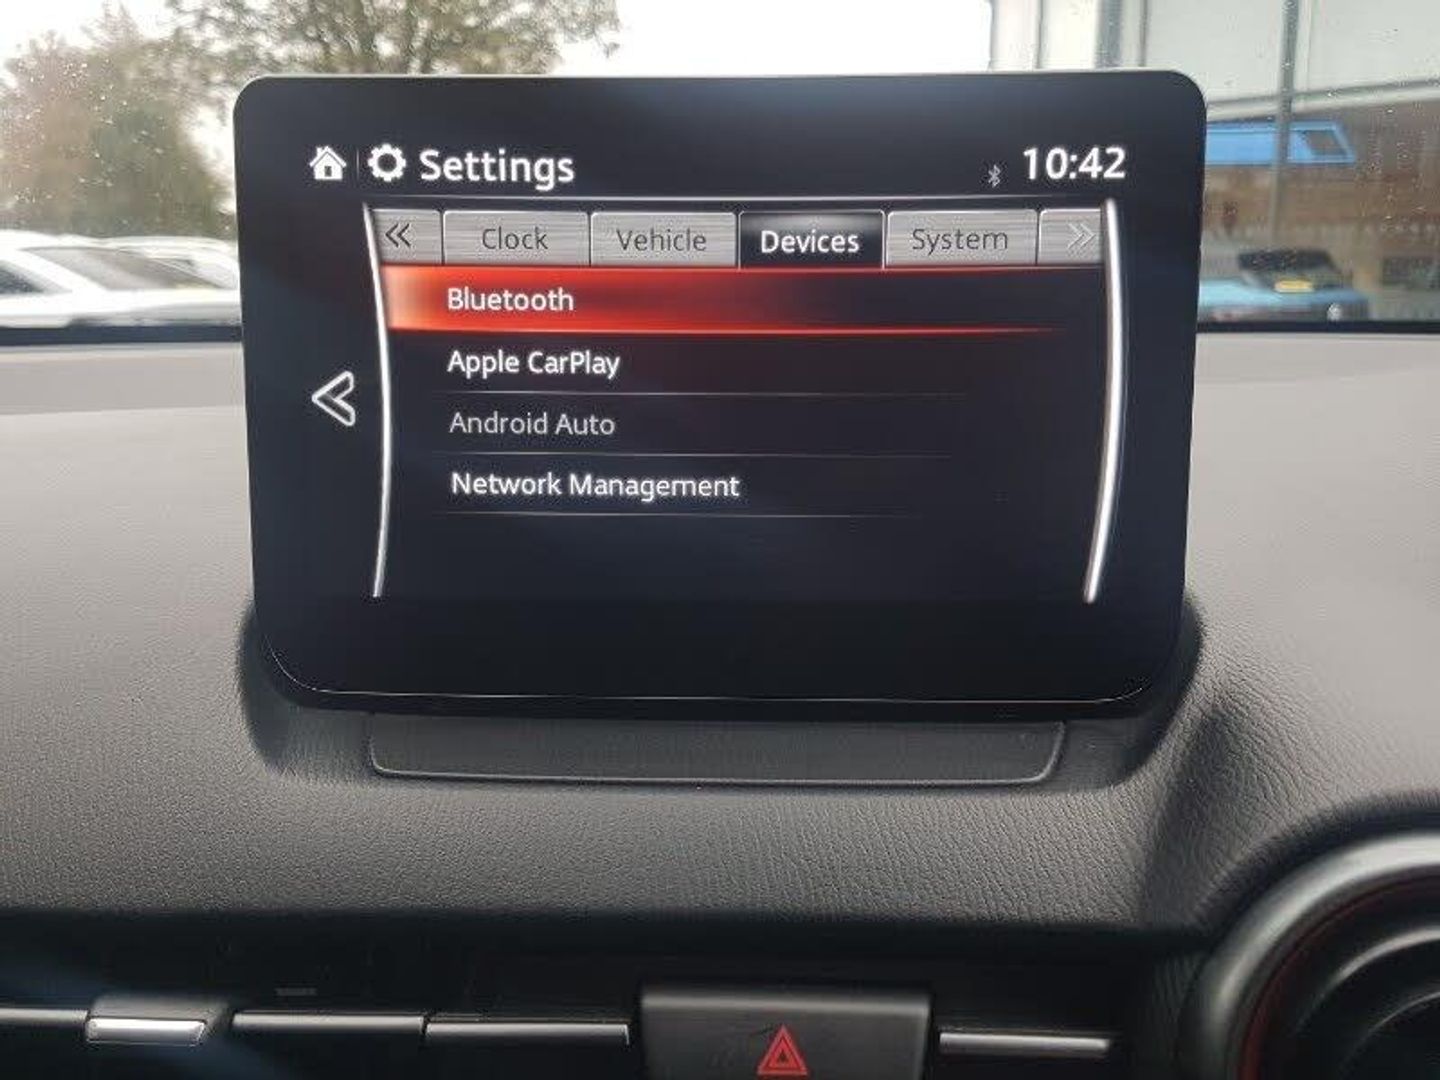 Settings 10:42
« Clock Vehicle Devices System »
Bluetooth
Apple CarPlay
Android Auto
Network Management